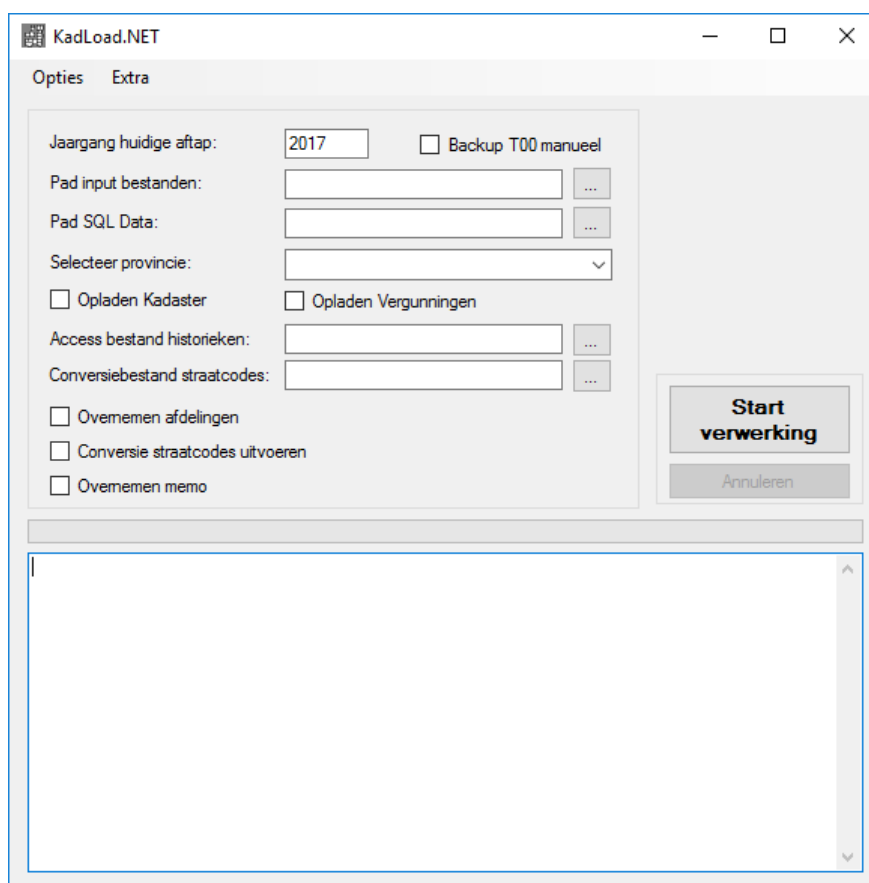 KadLoad.NET
Opties Extra
Jaargang huidige aftap: 2017 Backup T00 manueel
Pad input bestanden: ...
Pad SQL Data: ...
Selecteer provincie:
Opladen Kadaster Opladen Vergunningen
Access bestand historieken: ...
Conversiebestand straatcodes: ...
Overnemen afdelingen
Conversie straatcodes uitvoeren
Overnemen memo
Start
verwerking
Annuleren